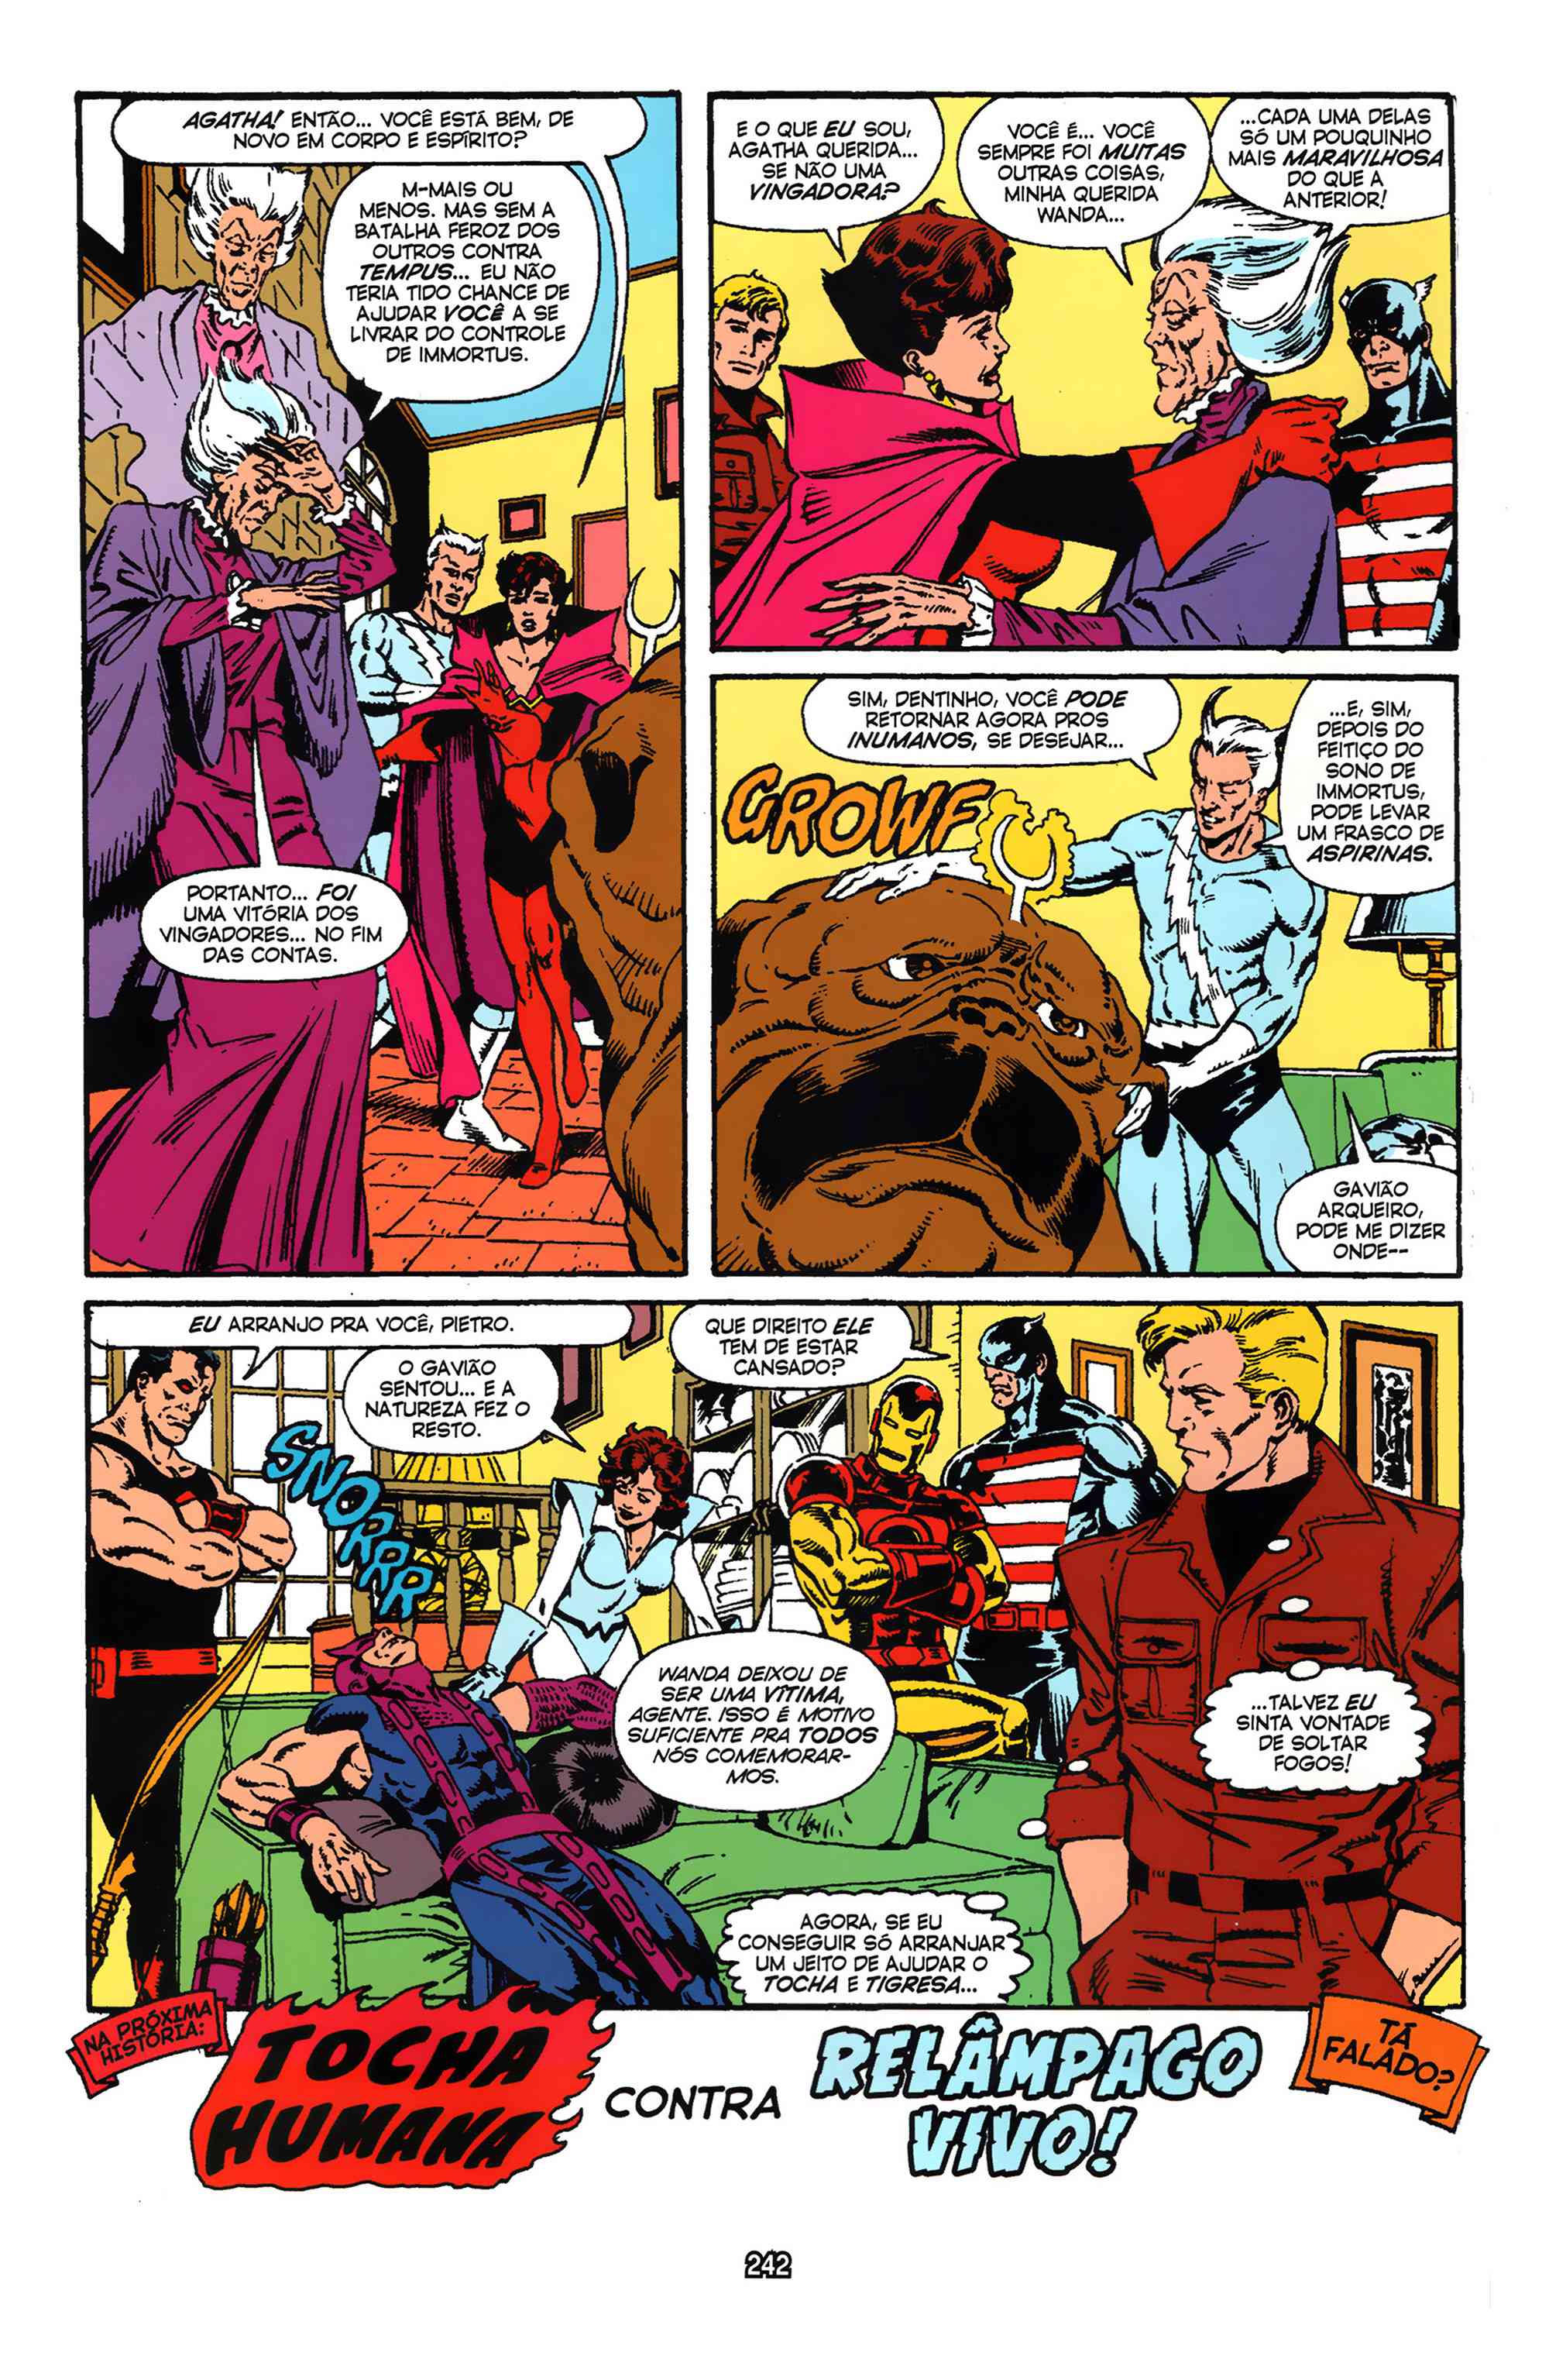 AGATHA! ENTÃO... VOCÊ ESTÁ BEM, DE
NOVO EM CORPO E ESPÍRITO?
M-MAIS OU
MENOS. MAS SEM A
BATALHA FEROZ DOS
OUTROS CONTRA
TEMPUS... EU NÃO
TERIA TIDO CHANCE DE
AJUDAR VOCÊ A SE
LIVRAR DO CONTROLE
DE IMMORTUS.
PORTANTO... FOI
UMA VITÓRIA DOS
VINGADORES... NO FIM
DAS CONTAS.
E O QUE EU SOU,
AGATHA QUERIDA...
SE NÃO UMA
VINGADORA?
VOCÊ É... VOCÊ
SEMPRE FOI MUITAS
OUTRAS COISAS,
MINHA QUERIDA
WANDA...
...CADA UMA DELAS
SÓ UM POUQUINHO
MAIS MARAVILHOSA
DO QUE A
ANTERIOR!
SIM, DENTINHO, VOCÊ PODE
RETORNAR AGORA PROS
INUMANOS, SE DESEJAR...
GROWF
...E, SIM,
DEPOIS DO
FEITIÇO DO
SONO DE
IMMORTUS,
PODE LEVAR
UM FRASCO DE
ASPIRINAS.
GAVIÃO
ARQUEIRO,
PODE ME DIZER
ONDE--
EU ARRANJO PRA VOCÊ, PIETRO.
O GAVIÃO
SENTOU... E A
NATUREZA FEZ O
RESTO.
SNORRRR
QUE DIREITO ELE
TEM DE ESTAR
CANSADO?
WANDA DEIXOU DE
SER UMA VÍTIMA,
AGENTE. ISSO É MOTIVO
SUFICIENTE PRA TODOS
NÓS COMEMORAR-
MOS.
AGORA, SE EU
CONSEGUIR SÓ ARRANJAR
UM JEITO DE AJUDAR O
TOCHA E TIGRESA...
...TALVEZ EU
SINTA VONTADE
DE SOLTAR
FOGOS!
NA PRÓXIMA
HISTÓRIA:
TOCHA
HUMANA
CONTRA
RELÂMPAGO
VIVO!
TÁ
FALADO?
242